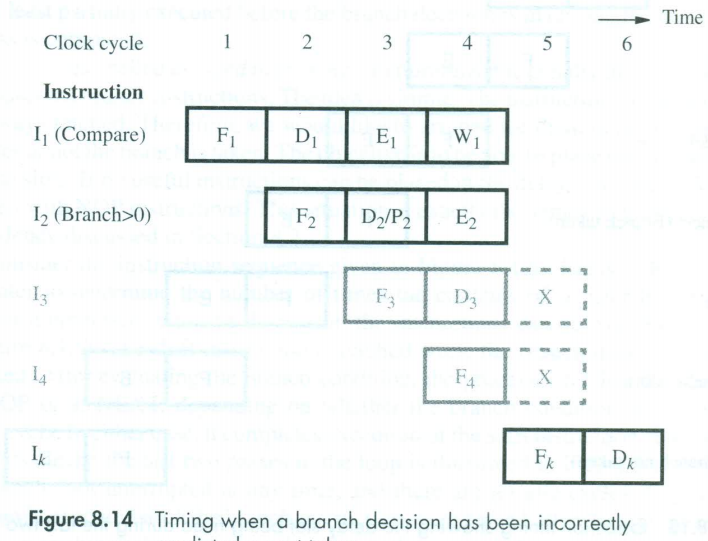 Time
Clock cycle 1 2 3 4 5 6
Instruction
I1 (Compare) F1 D1 E1 W1
I2 (Branch>0) F2 D2/P2 E2
I3 F3 D3 X
I4 F4 X
Ik Fk Dk
Figure 8.14 Timing when a branch decision has been incorrectly